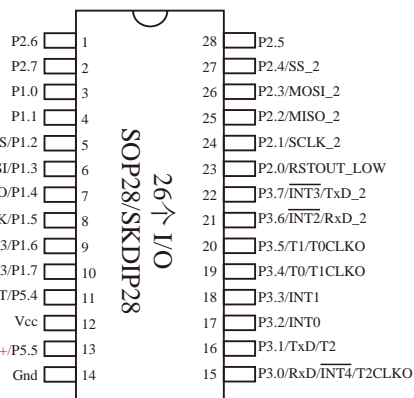 P2.6
P2.7
P1.0
P1.1
S/P1.2
SI/P1.3
O/P1.4
K/P1.5
3/P1.6
3/P1.7
T/P5.4
Vcc
+/P5.5
Gnd
1
2
3
4
5
6
7
8
9
10
11
12
13
14
26个 I/O
SOP28/SKDIP28
28
27
26
25
24
23
22
21
20
19
18
17
16
15
P2.5
P2.4/SS_2
P2.3/MOSI_2
P2.2/MISO_2
P2.1/SCLK_2
P2.0/RSTOUT_LOW
P3.7/INT3/TxD_2
P3.6/INT2/RxD_2
P3.5/T1/T0CLKO
P3.4/T0/T1CLKO
P3.3/INT1
P3.2/INT0
P3.1/TxD/T2
P3.0/RxD/INT4/T2CLKO